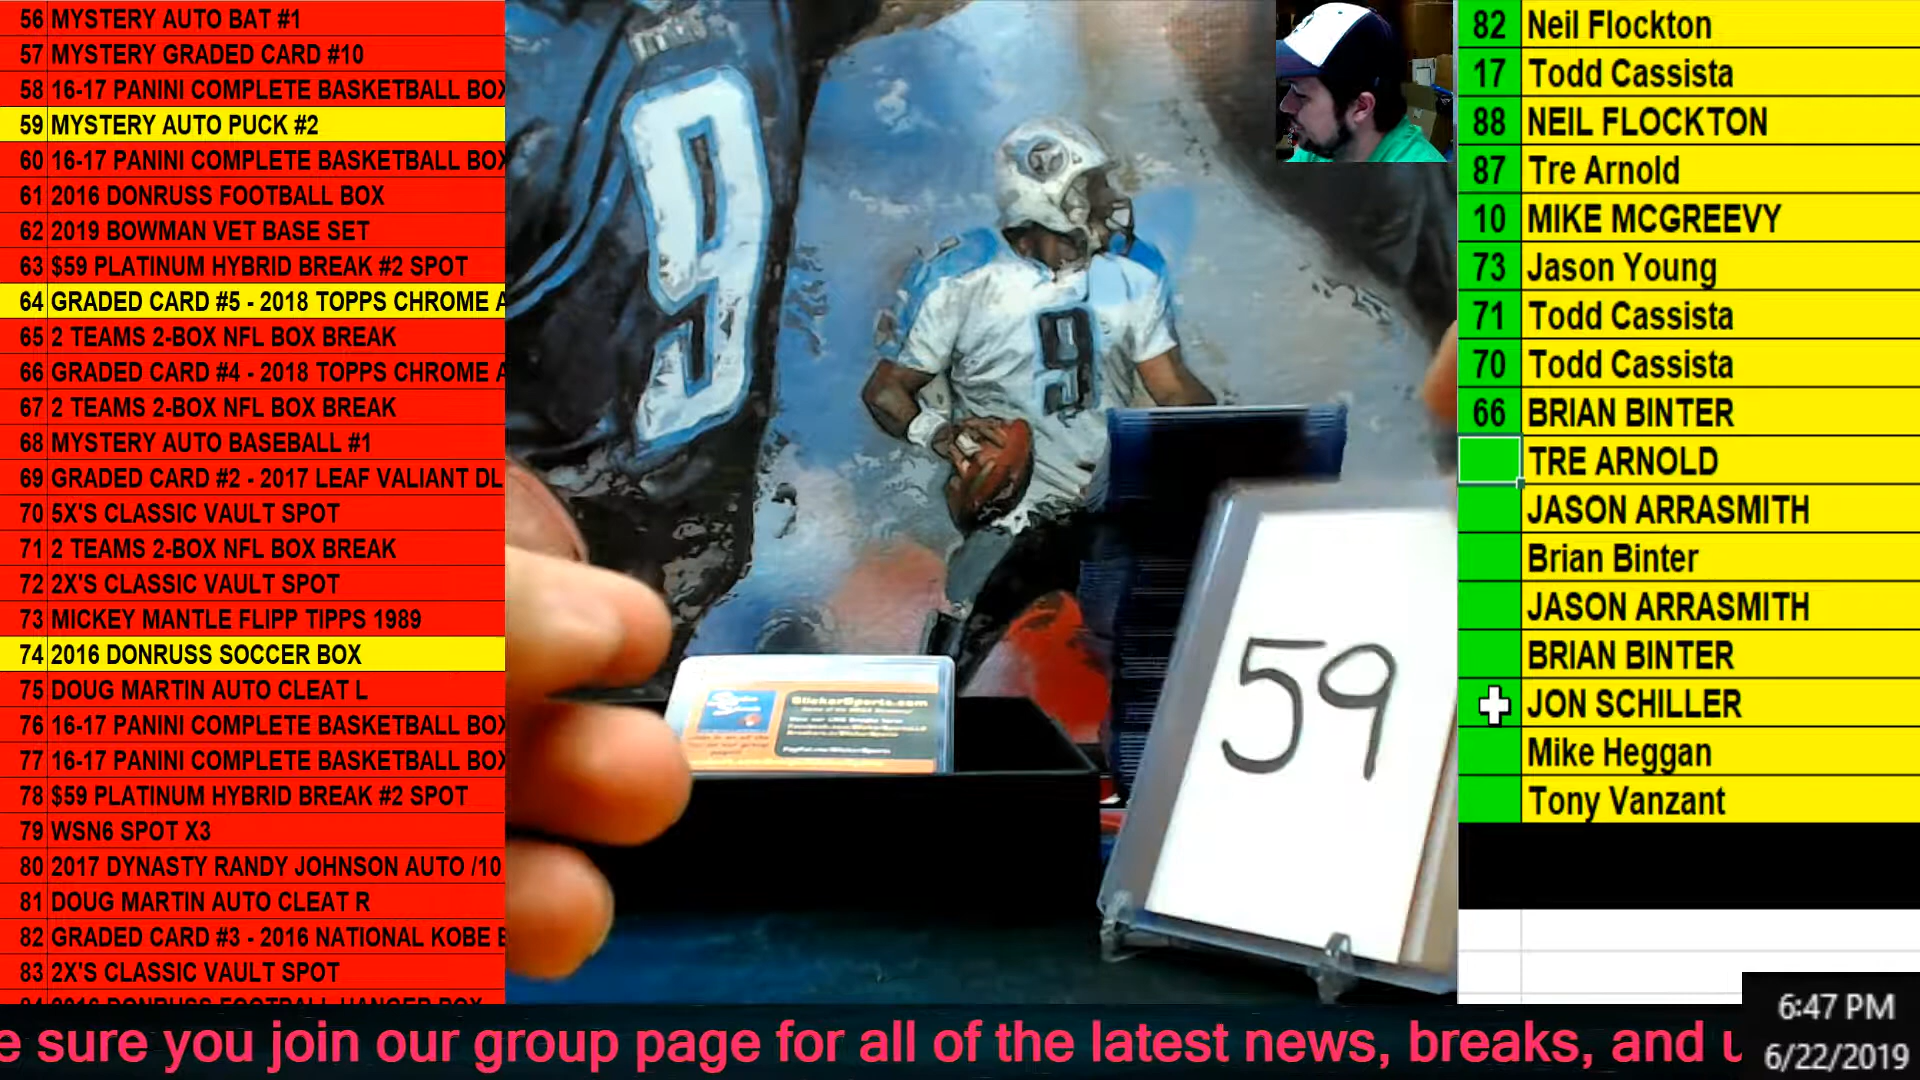 56 MYSTERY AUTO BAT #1
57 MYSTERY GRADED CARD #10
58 16-17 PANINI COMPLETE BASKETBALL BOX
59 MYSTERY AUTO PUCK #2
60 16-17 PANINI COMPLETE BASKETBALL BOX
61 2016 DONRUSS FOOTBALL BOX
62 2019 BOWMAN VET BASE SET
63 $59 PLATINUM HYBRID BREAK #2 SPOT
64 GRADED CARD #5 - 2018 TOPPS CHROME A
65 2 TEAMS 2-BOX NFL BOX BREAK
66 GRADED CARD #4 - 2018 TOPPS CHROME A
67 2 TEAMS 2-BOX NFL BOX BREAK
68 MYSTERY AUTO BASEBALL #1
69 GRADED CARD #2 - 2017 LEAF VALIANT DL
70 5X'S CLASSIC VAULT SPOT
71 2 TEAMS 2-BOX NFL BOX BREAK
72 2X'S CLASSIC VAULT SPOT
73 MICKEY MANTLE FLIPP TIPPS 1989
74 2016 DONRUSS SOCCER BOX
75 DOUG MARTIN AUTO CLEAT L
76 16-17 PANINI COMPLETE BASKETBALL BOX
77 16-17 PANINI COMPLETE BASKETBALL BOX
78 $59 PLATINUM HYBRID BREAK #2 SPOT
79 WSN6 SPOT X3
80 2017 DYNASTY RANDY JOHNSON AUTO /10
81 DOUG MARTIN AUTO CLEAT R
82 GRADED CARD #3 - 2016 NATIONAL KOBE B
83 2X'S CLASSIC VAULT SPOT
84 2016 DONRUSS FOOTBALL HANGER BOX
9
9
SlickerSports.com
59
82 Neil Flockton
17 Todd Cassista
88 NEIL FLOCKTON
87 Tre Arnold
10 MIKE MCGREEVY
73 Jason Young
71 Todd Cassista
70 Todd Cassista
66 BRIAN BINTER
TRE ARNOLD
JASON ARRASMITH
Brian Binter
JASON ARRASMITH
BRIAN BINTER
JON SCHILLER
Mike Heggan
Tony Vanzant
e sure you join our group page for all of the latest news, breaks, and u
6:47 PM
6/22/2019